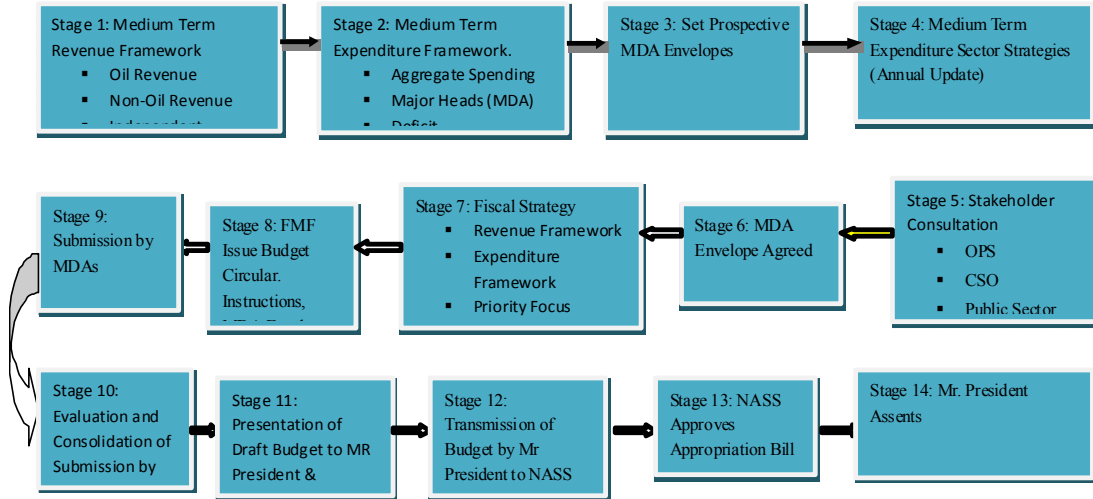 Stage 1: Medium Term
Revenue Framework
▪ Oil Revenue
▪ Non-Oil Revenue
▪ Independent
Stage 2: Medium Term
Expenditure Framework.
▪ Aggregate Spending
▪ Major Heads (MDA)
▪ Deficit
Stage 3: Set Prospective
MDA Envelopes
Stage 4: Medium Term
Expenditure Sector Strategies
(Annual Update)
Stage 5: Stakeholder
Consultation
▪ OPS
▪ CSO
▪ Public Sector
Stage 6: MDA
Envelope Agreed
Stage 7: Fiscal Strategy
▪ Revenue Framework
▪ Expenditure
Framework
▪ Priority Focus
Stage 8: FMF
Issue Budget
Circular.
Instructions,
Stage 9:
Submission by
MDAs
Stage 10:
Evaluation and
Consolidation of
Submission by
Stage 11:
Presentation of
Draft Budget to MR
President &
Stage 12:
Transmission of
Budget by Mr
President to NASS
Stage 13: NASS
Approves
Appropriation Bill
Stage 14: Mr. President
Assents